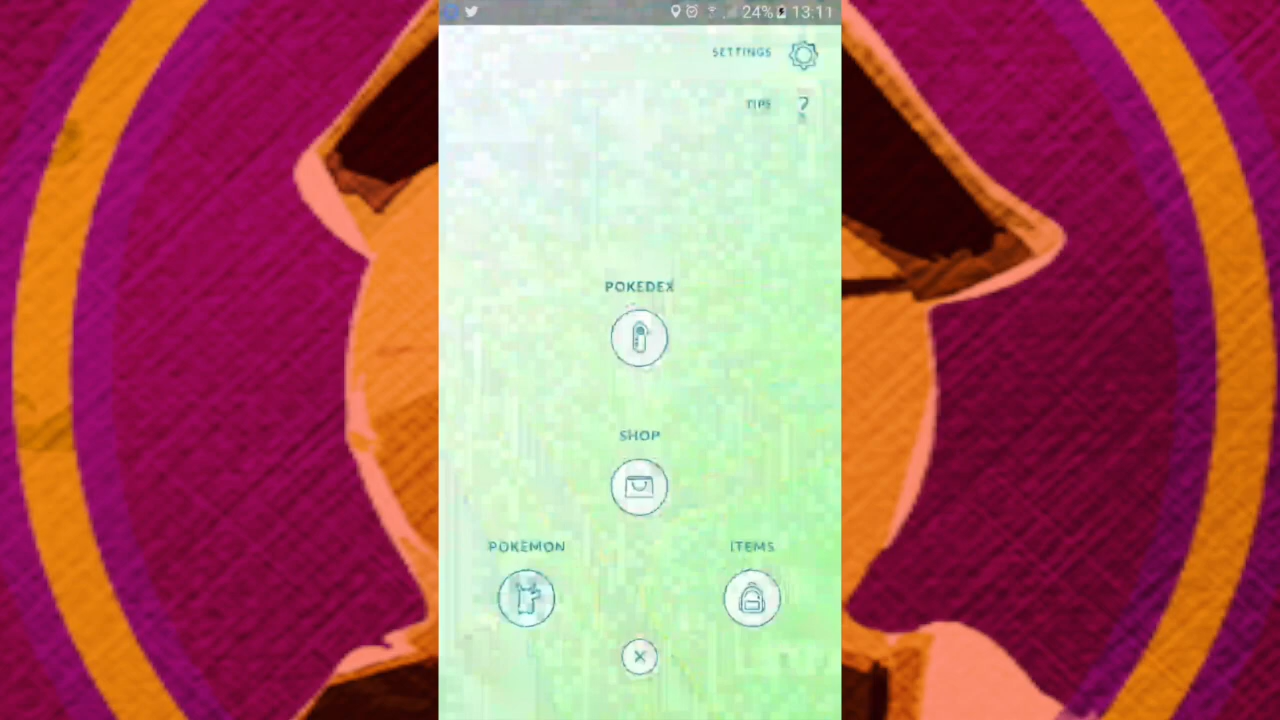 24% 13:11
SETTINGS
TIPS ?
POKEDEX
SHOP
POKEMON ITEMS